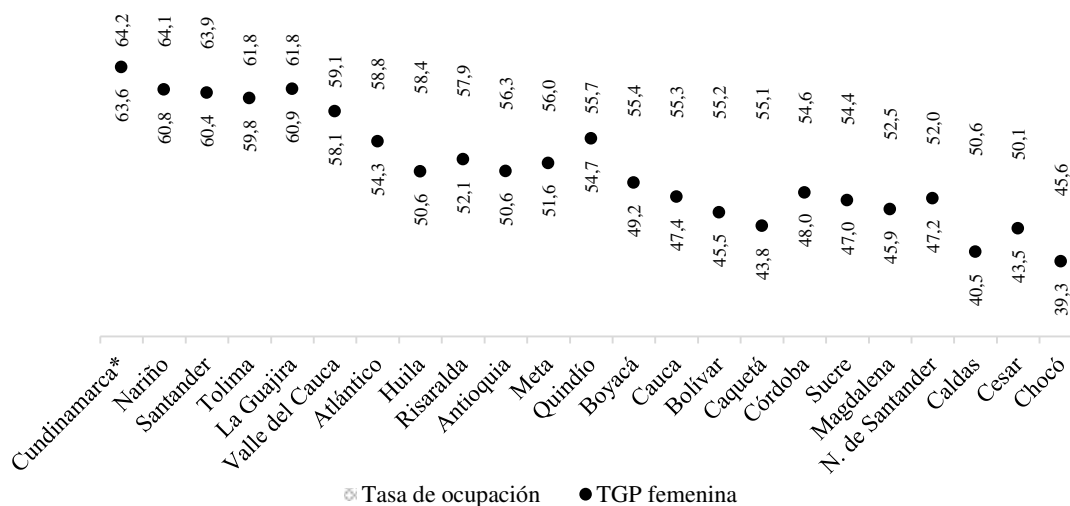 64,2 64,1 63,9 61,8 61,8 59,1 58,8 58,4 57,9 56,3 56,0 55,7 55,4 55,3 55,2 55,1 54,6 54,4 52,5 52,0 50,6 50,1 45,6
63,6 60,8 60,4 59,8 60,9 58,1 54,3 50,6 52,1 50,6 51,6 54,7 49,2 47,4 45,5 43,8 48,0 47,0 45,9 47,2 40,5 43,5 39,3
Cundinamarca*
Nariño
Santander
Tolima
La Guajira
Valle del Cauca
Atlántico
Huila
Risaralda
Antioquia
Meta
Quindío
Boyacá
Cauca
Bolívar
Caquetá
Córdoba
Sucre
Magdalena
N. de Santander
Caldas
Cesar
Chocó
Tasa de ocupación TGP femenina